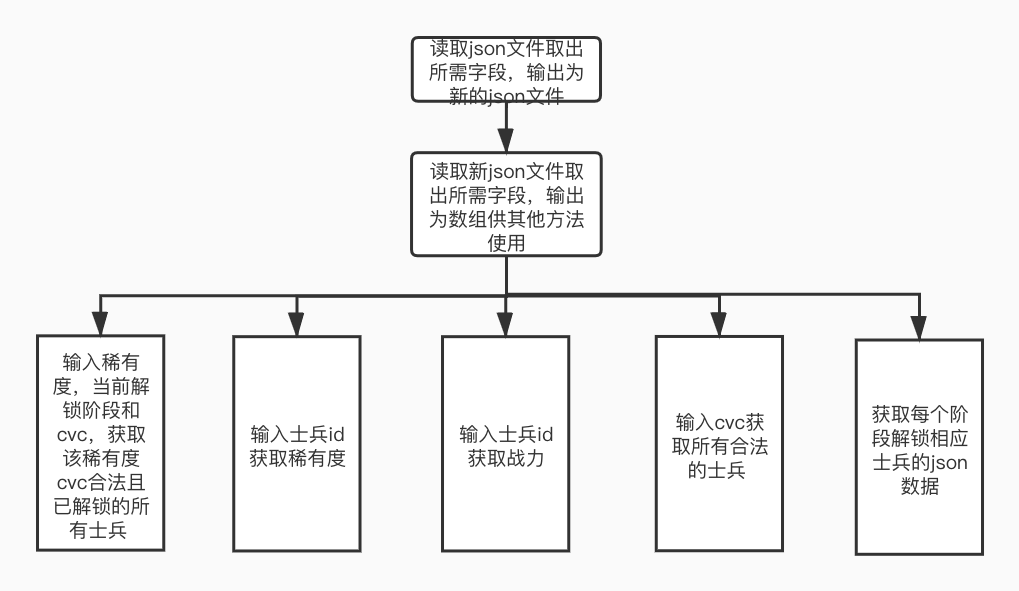 读取json文件取出
所需字段，输出为
新的json文件
读取新json文件取
出所需字段，输出
为数组供其他方法
使用
输入稀有
度，当前解
锁阶段和
cvc，获取
该稀有度
cvc合法且
已解锁的所
有士兵
输入士兵id
获取稀有度
输入士兵id
获取战力
输入cvc获
取所有合法
的士兵
获取每个阶
段解锁相应
士兵的json
数据